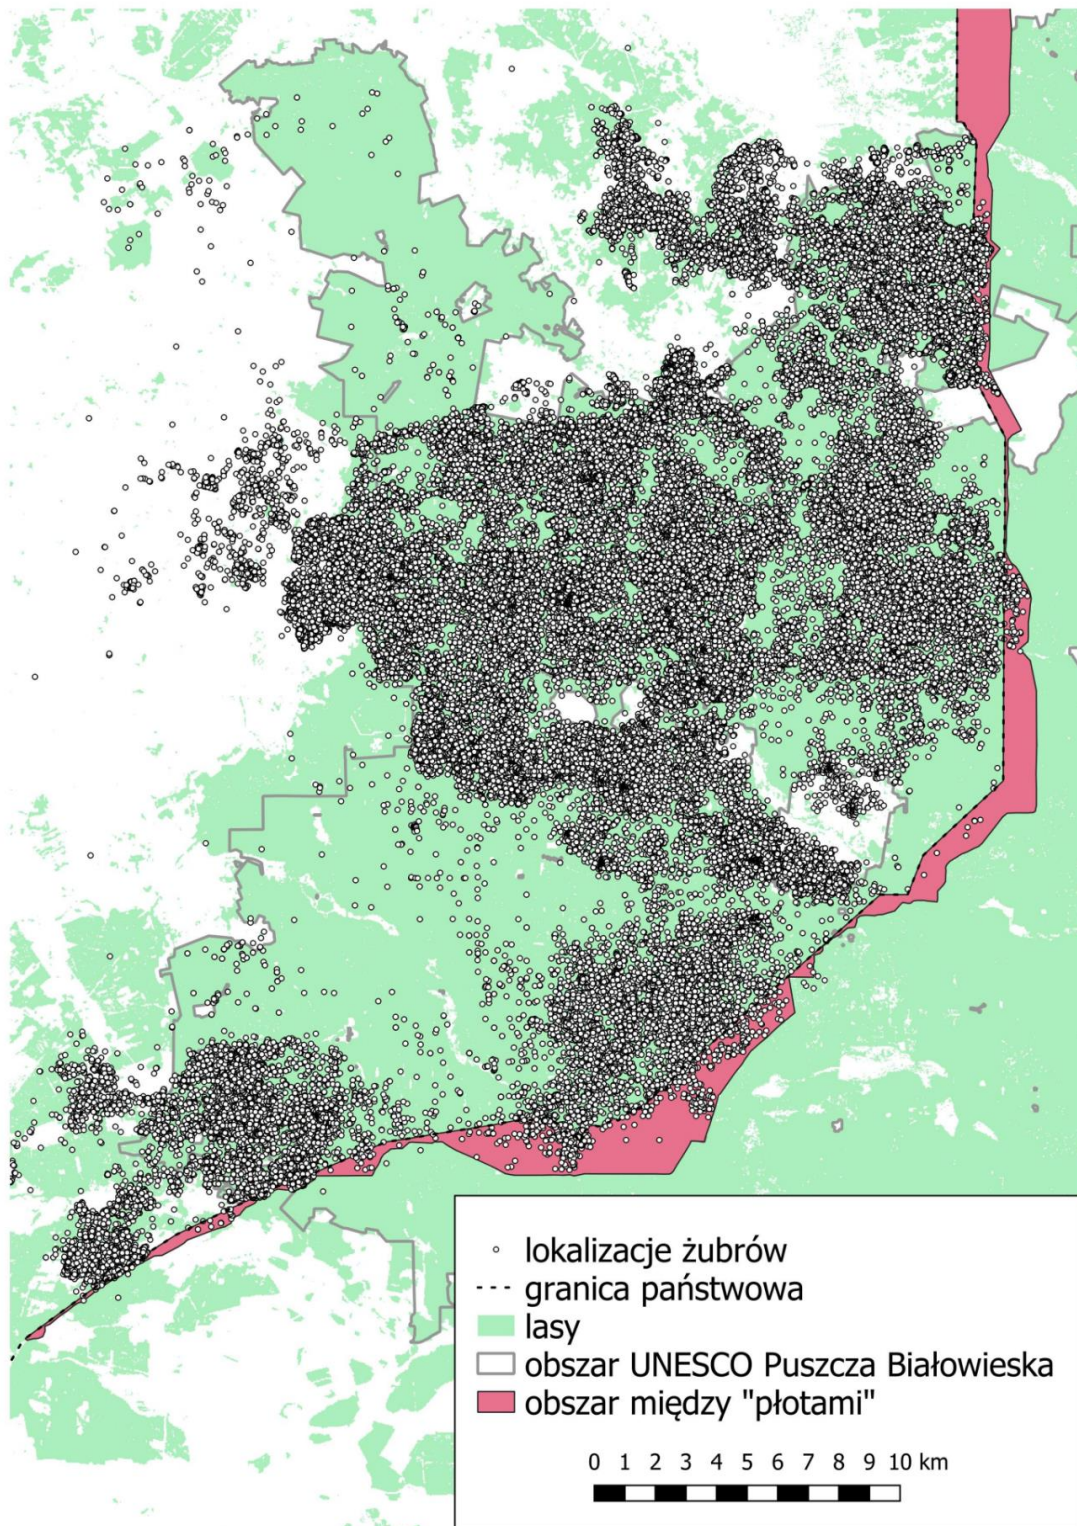 lokalizacje żubrów
granica państwowa
lasy
obszar UNESCO Puszcza Białowieska
obszar między "płotami"
0 1 2 3 4 5 6 7 8 9 10 km